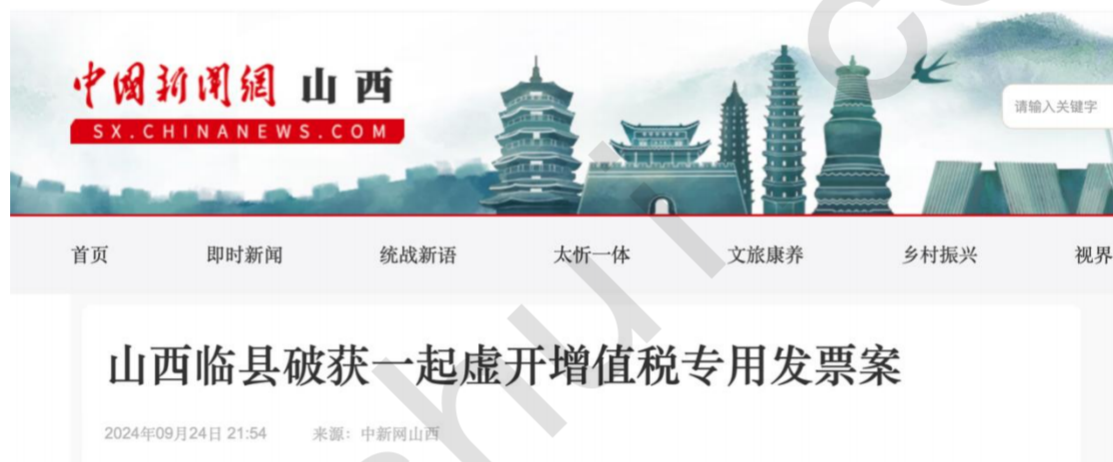 中國新聞網 山西
SX.CHINANEWS.COM
请输入关键字
首页 即时新闻 统战新语 太忻一体 文旅康养 乡村振兴 视界
山西临县破获一起虚开增值税专用发票案
2024年09月24日 21:54 来源：中新网山西